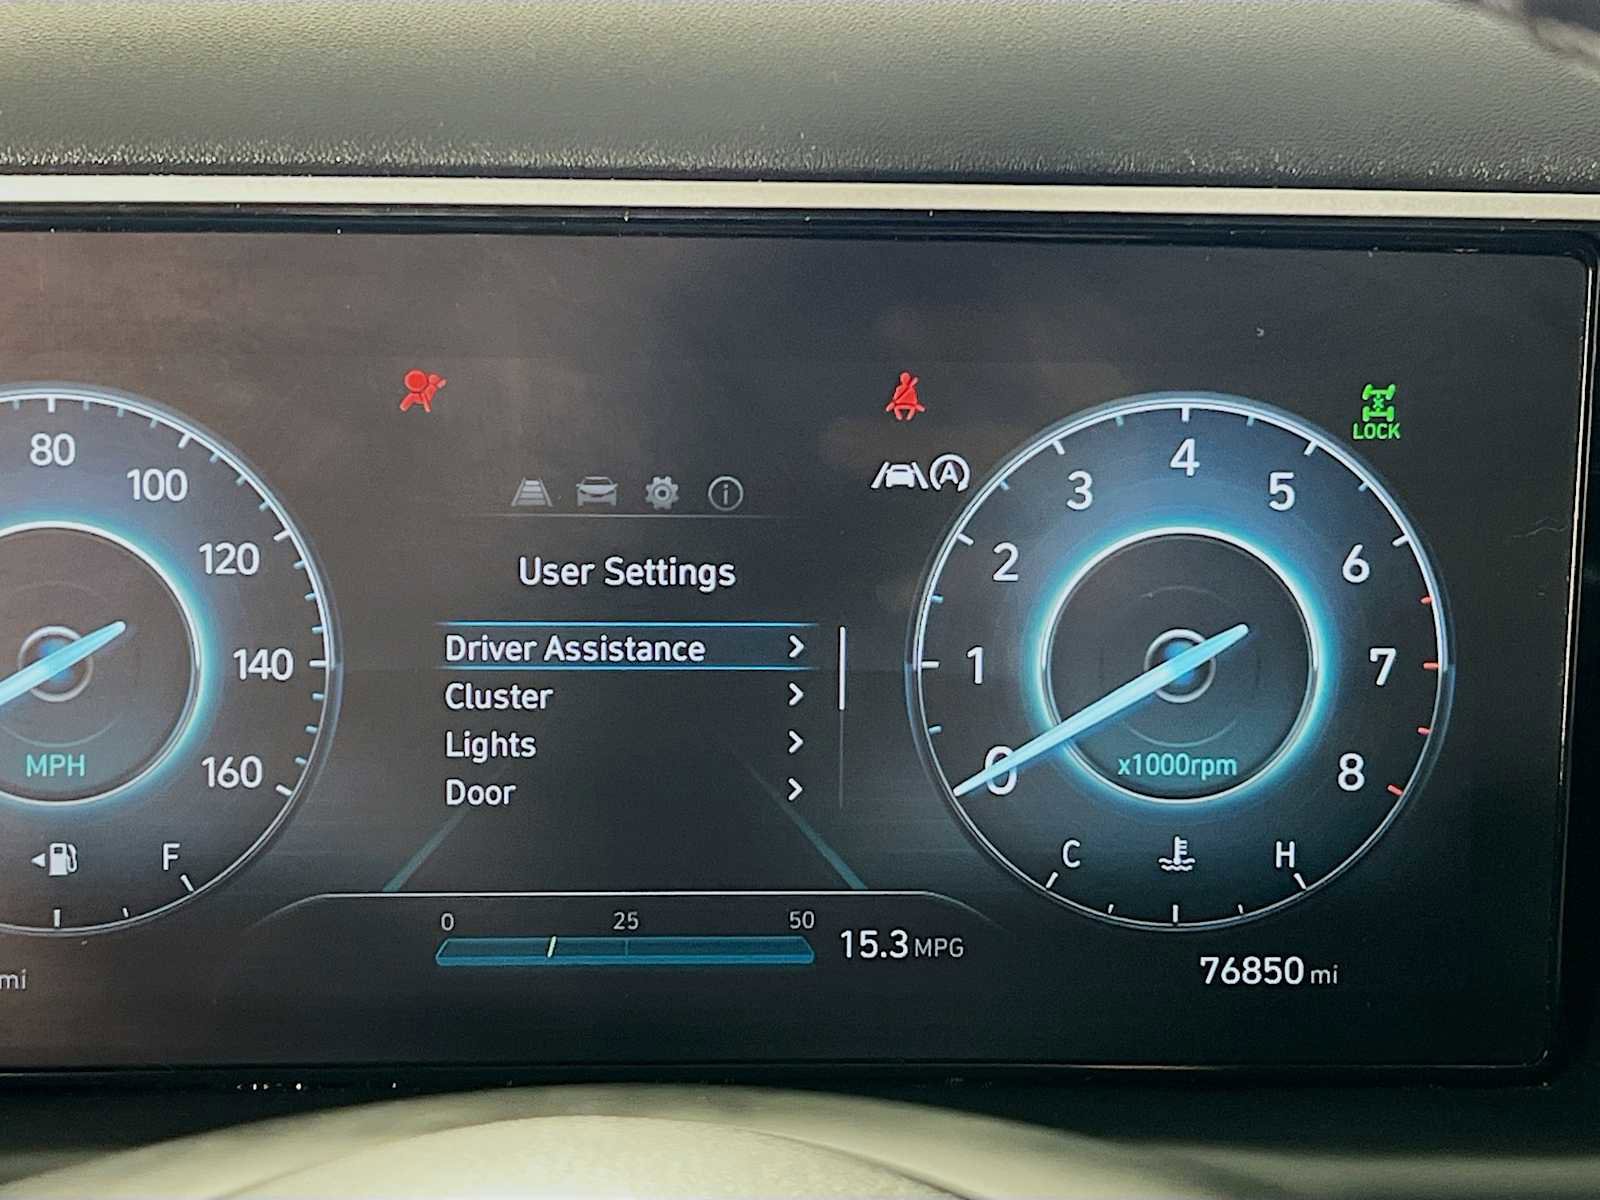 LOCK
80
100
120
140
160
MPH
F
mi
User Settings
Driver Assistance
Cluster
Lights
Door
0 25 50
15.3 MPG
A
0
1
2
3
4
5
6
7
8
x1000rpm
C H
76850 mi